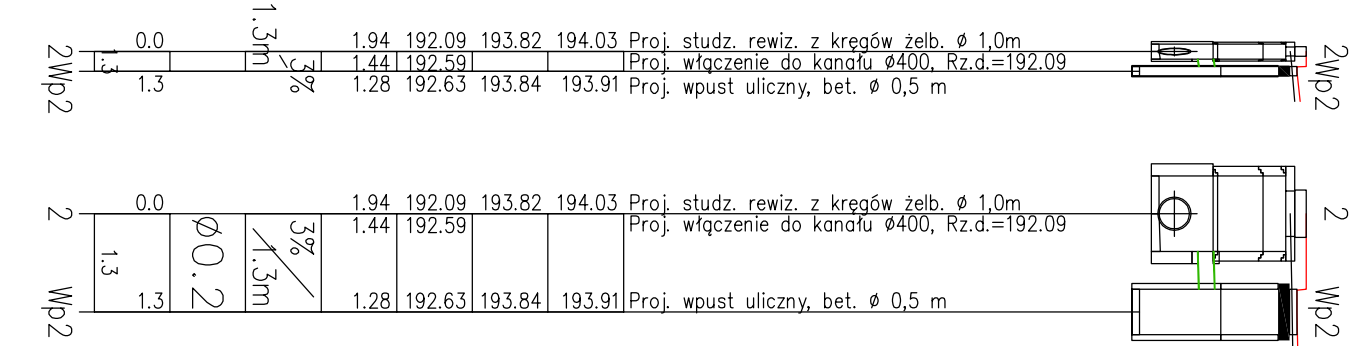 2
0.0
1.3m
1.94 192.09 193.82 194.03 Proj. studz. rewiz. z kręgów żelb. ø 1,0m
2
1.3
3%
1.44 192.59 Proj. włączenie do kanału Ø400, Rz.d.=192.09
Wp2
1.3
1.28 192.63 193.84 193.91 Proj. wpust uliczny, bet. ø 0,5 m
Wp2
2
0.0
1.94 192.09 193.82 194.03 Proj. studz. rewiz. z kręgów żelb. ø 1,0m
2
1.44 192.59 Proj. włączenie do kanału Ø400, Rz.d.=192.09
1.3
Ø0.2
3%
1.3m
Wp2
1.3
1.28 192.63 193.84 193.91 Proj. wpust uliczny, bet. ø 0,5 m
Wp2